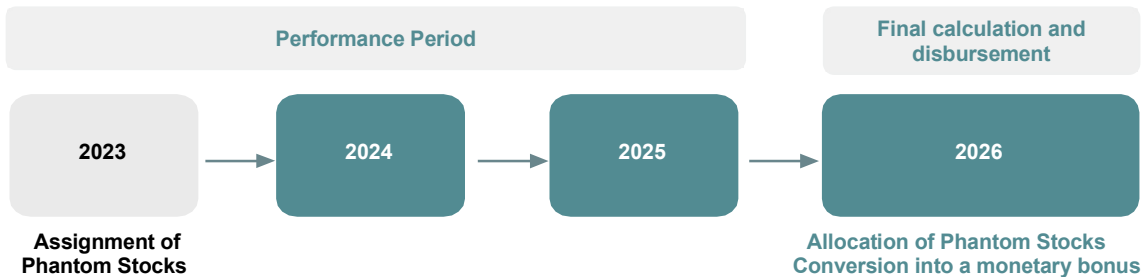 Performance Period
Final calculation and
disbursement
2023
2024
2025
2026
Assignment of
Phantom Stocks
Allocation of Phantom Stocks
Conversion into a monetary bonus